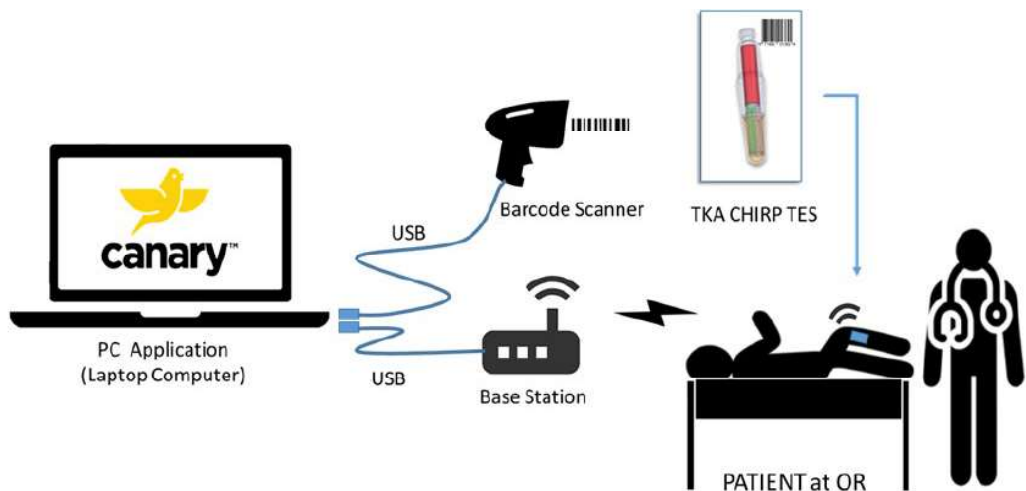 canary™
PC Application
(Laptop Computer)
USB
USB
Barcode Scanner
Base Station
TKA CHIRP TES
PATIENT at OR